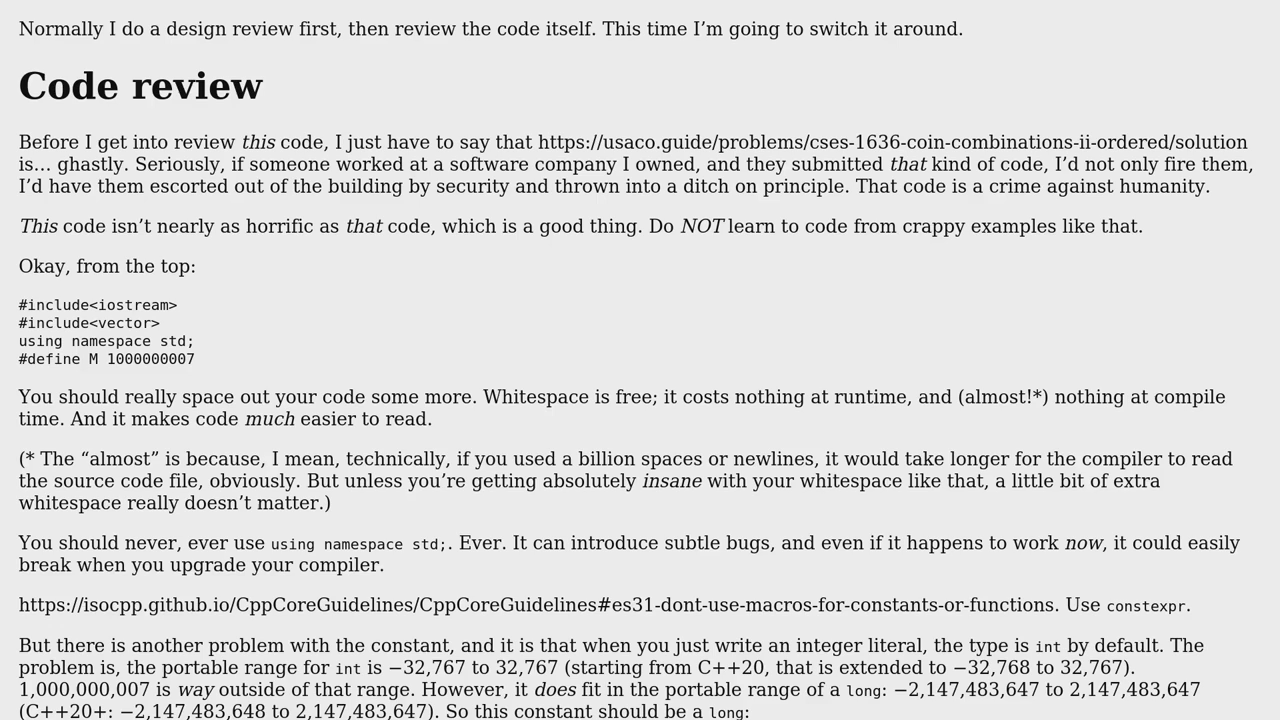 Normally I do a design review first, then review the code itself. This time I’m going to switch it around.
Code review
Before I get into review this code, I just have to say that https://usaco.guide/problems/cses-1636-coin-combinations-ii-ordered/solution
is… ghastly. Seriously, if someone worked at a software company I owned, and they submitted that kind of code, I’d not only fire them,
I’d have them escorted out of the building by security and thrown into a ditch on principle. That code is a crime against humanity.
This code isn’t nearly as horrific as that code, which is a good thing. Do NOT learn to code from crappy examples like that.
Okay, from the top:
#include<iostream>
#include<vector>
using namespace std;
#define M 1000000007
You should really space out your code some more. Whitespace is free; it costs nothing at runtime, and (almost!*) nothing at compile
time. And it makes code much easier to read.
(* The “almost” is because, I mean, technically, if you used a billion spaces or newlines, it would take longer for the compiler to read
the source code file, obviously. But unless you’re getting absolutely insane with your whitespace like that, a little bit of extra
whitespace really doesn’t matter.)
You should never, ever use using namespace std;. Ever. It can introduce subtle bugs, and even if it happens to work now, it could easily
break when you upgrade your compiler.
https://isocpp.github.io/CppCoreGuidelines/CppCoreGuidelines#es31-dont-use-macros-for-constants-or-functions. Use constexpr.
But there is another problem with the constant, and it is that when you just write an integer literal, the type is int by default. The
problem is, the portable range for int is −32,767 to 32,767 (starting from C++20, that is extended to −32,768 to 32,767).
1,000,000,007 is way outside of that range. However, it does fit in the portable range of a long: −2,147,483,647 to 2,147,483,647
(C++20+: −2,147,483,648 to 2,147,483,647). So this constant should be a long: